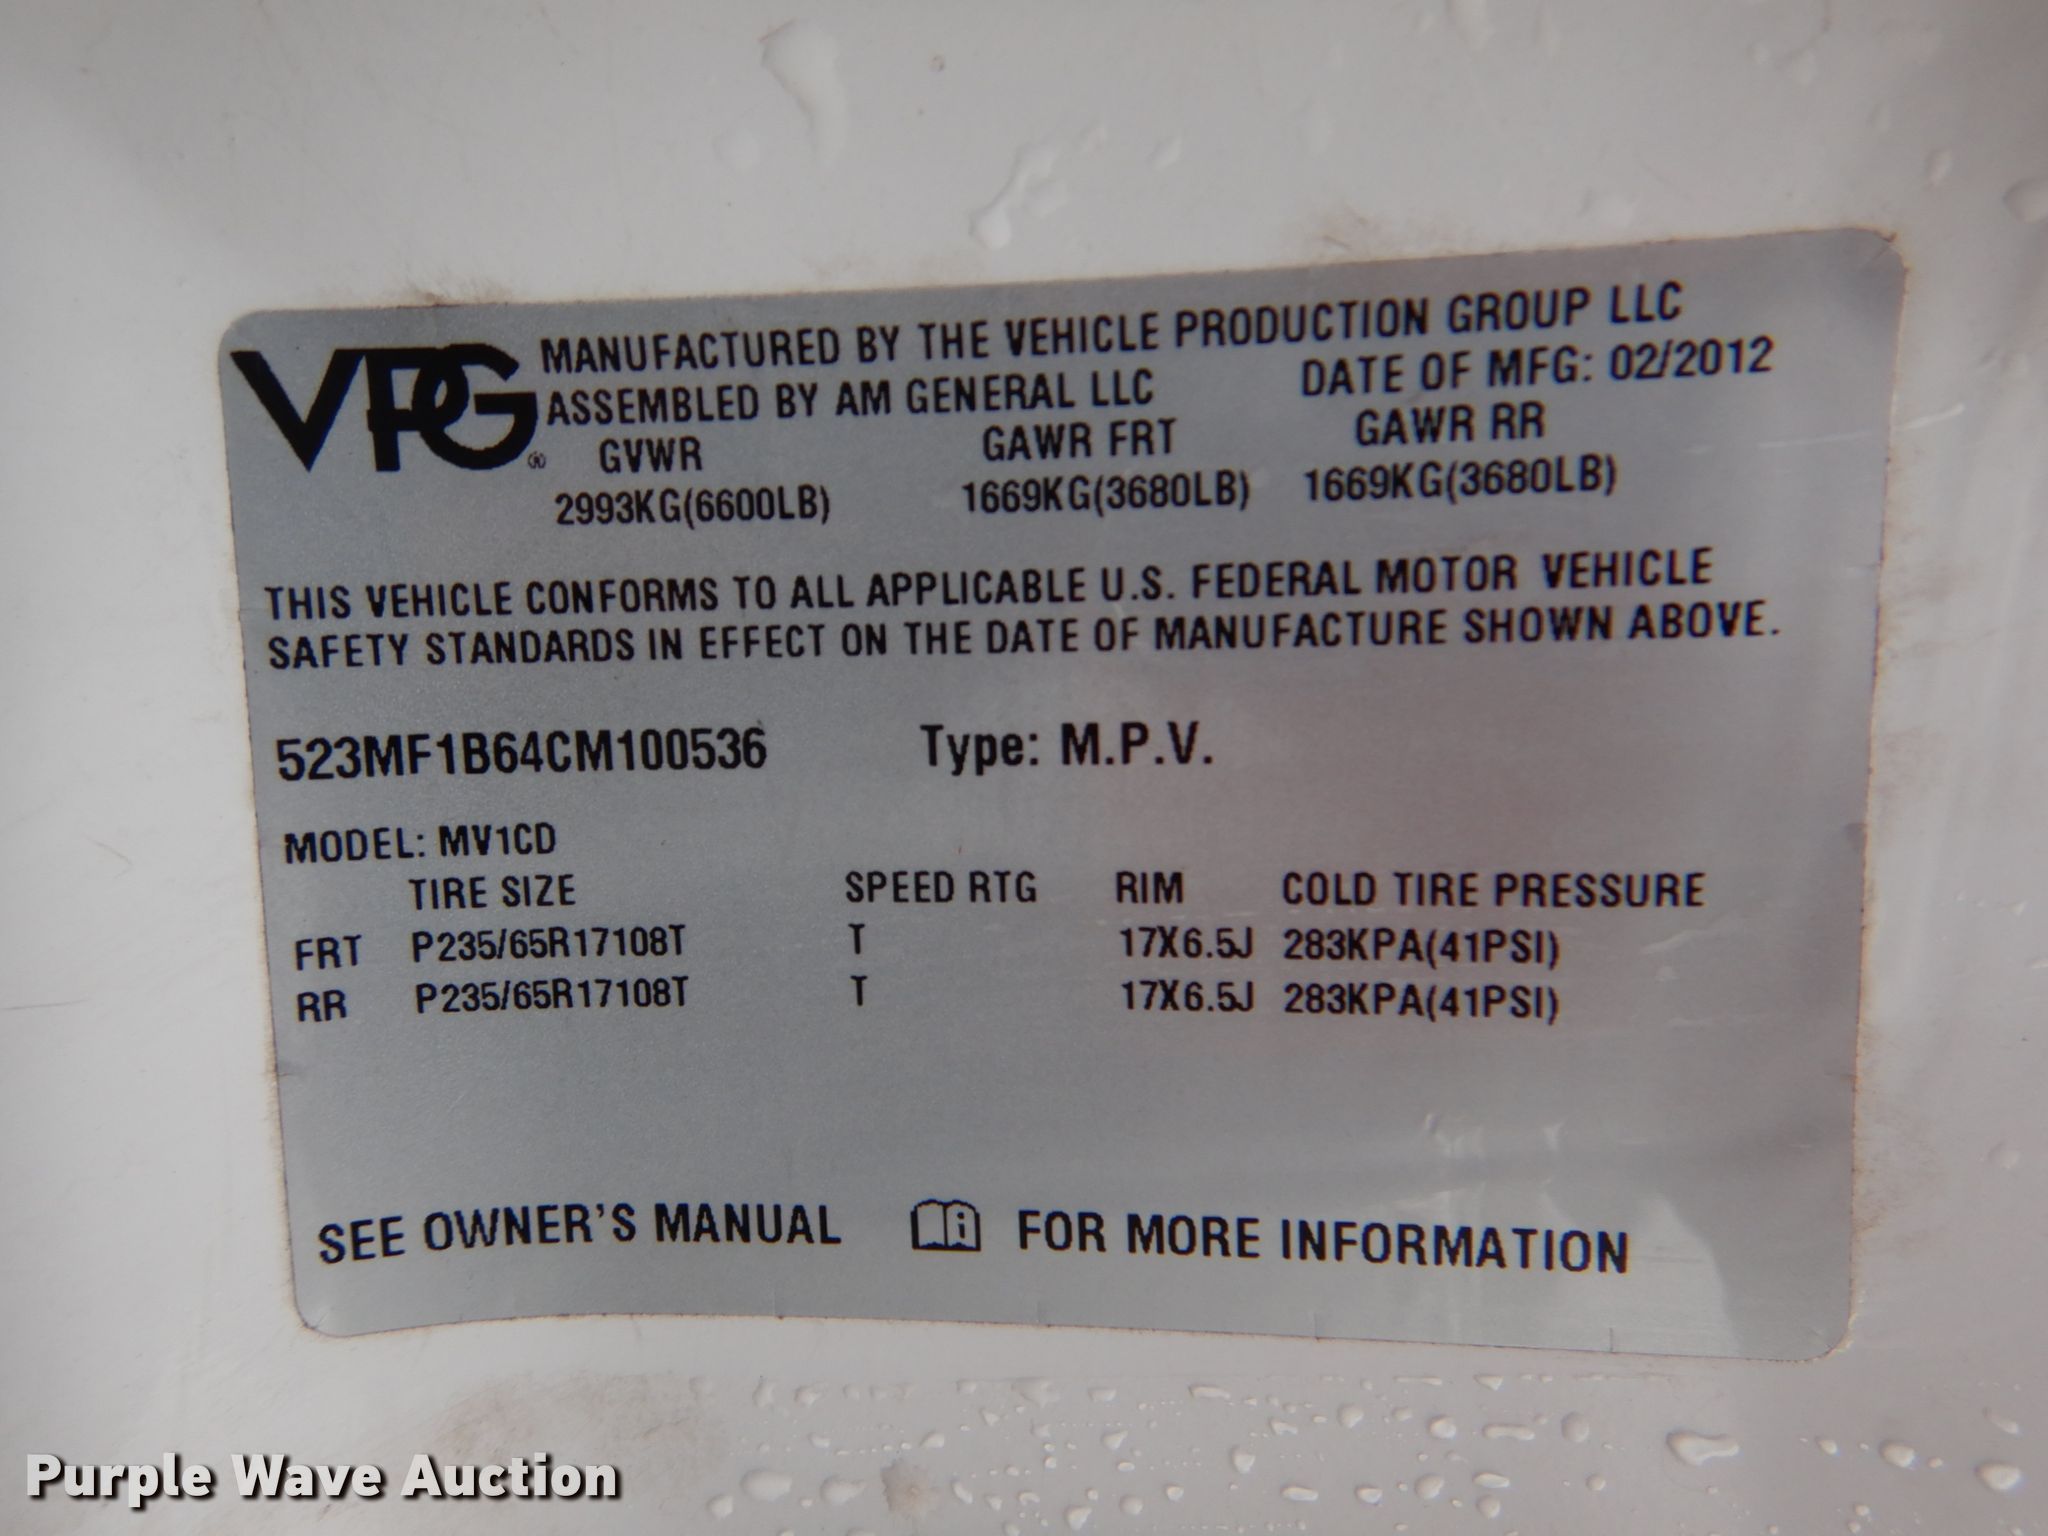 VPG®
MANUFACTURED BY THE VEHICLE PRODUCTION GROUP LLC
ASSEMBLED BY AM GENERAL LLC DATE OF MFG: 02/2012
GVWR GAWR FRT GAWR RR
2993KG(6600LB) 1669KG(3680LB) 1669KG(3680LB)
THIS VEHICLE CONFORMS TO ALL APPLICABLE U.S. FEDERAL MOTOR VEHICLE
SAFETY STANDARDS IN EFFECT ON THE DATE OF MANUFACTURE SHOWN ABOVE.
523MF1B64CM100536 Type: M.P.V.
MODEL: MV1CD
TIRE SIZE SPEED RTG RIM COLD TIRE PRESSURE
FRT P235/65R17108T T 17X6.5J 283KPA(41PSI)
RR P235/65R17108T T 17X6.5J 283KPA(41PSI)
SEE OWNER'S MANUAL i FOR MORE INFORMATION
Purple Wave Auction